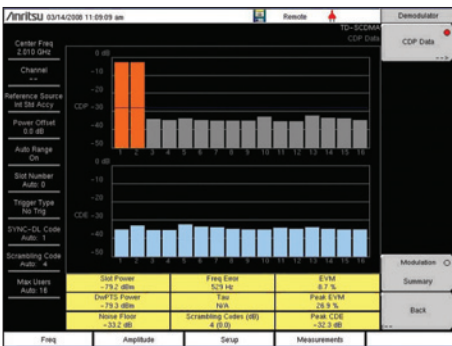 Anritsu 03/14/2008 11:09:09 am
Remote
Demodulator
TD-SCDMA
CDP Data
CDP Data
-->
Center Freq
2.010 GHz
Channel
--
Reference Source
Int Std Accy
Power Offset
0.0 dB
Auto Range
On
Slot Number
Auto: 0
Trigger Type
No Trig
SYNC-DL Code
Auto: 1
Scrambling Code
Auto: 4
Max Users
Auto: 16
0 dB
-10
-20
CDP -30
-40
-50
1 2 3 4 5 6 7 8 9 10 11 12 13 14 15 16
0 dB
-10
-20
CDE -30
-40
-50
1 2 3 4 5 6 7 8 9 10 11 12 13 14 15 16
Slot Power
-79.2 dBm
Freq Error
529 Hz
EVM
8.7 %
DwPTS Power
-79.3 dBm
Tau
N/A
Peak EVM
26.9 %
Noise Floor
-33.2 dB
Scrambling Codes (dB)
4 (0.0)
Peak CDE
-32.3 dB
Modulation
Summary
Back
<--
Freq
Amplitude
Setup
Measurements